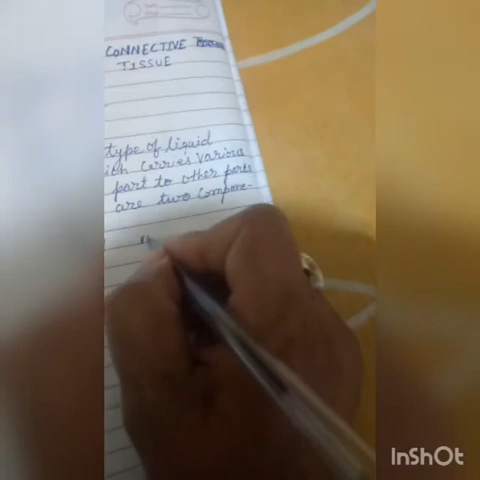 CONNECTIVE
TISSUE
type of liquid
carries various
part to other parts
are two compone-
InShOt